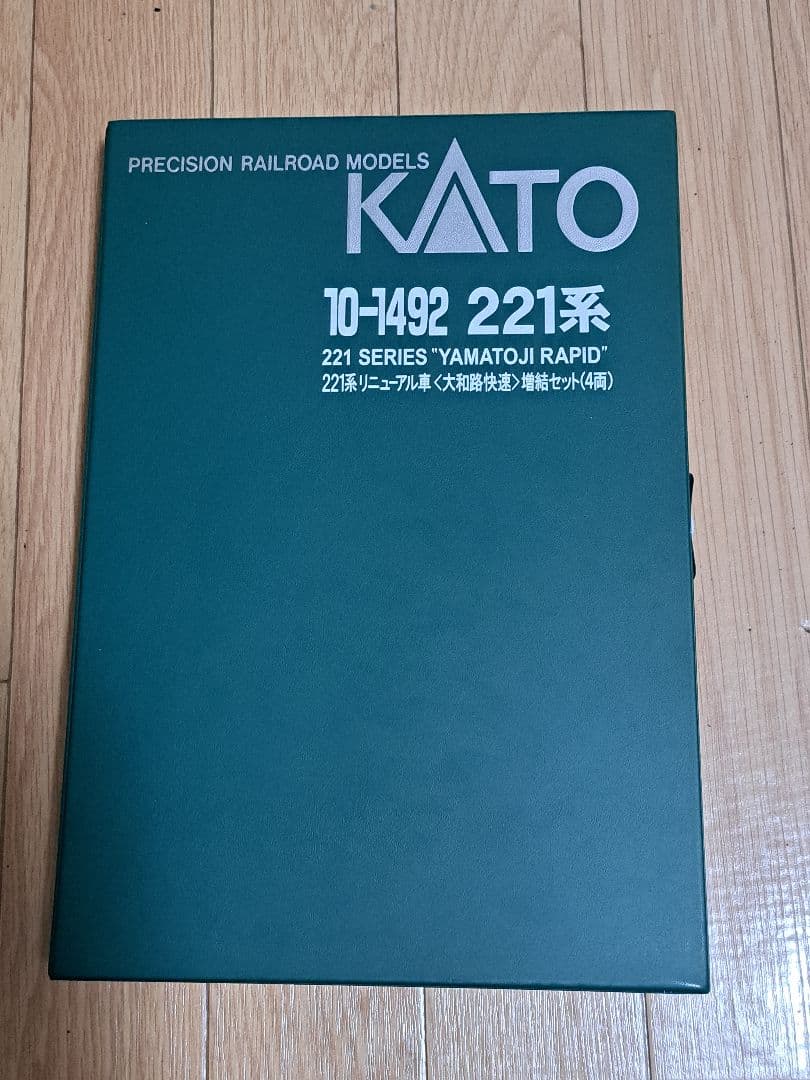 PRECISION RAILROAD MODELS
KATO
10-1492 221系
221 SERIES "YAMATOJI RAPID"
221系リニューアル車〈大和路快速〉増結セット(4両)